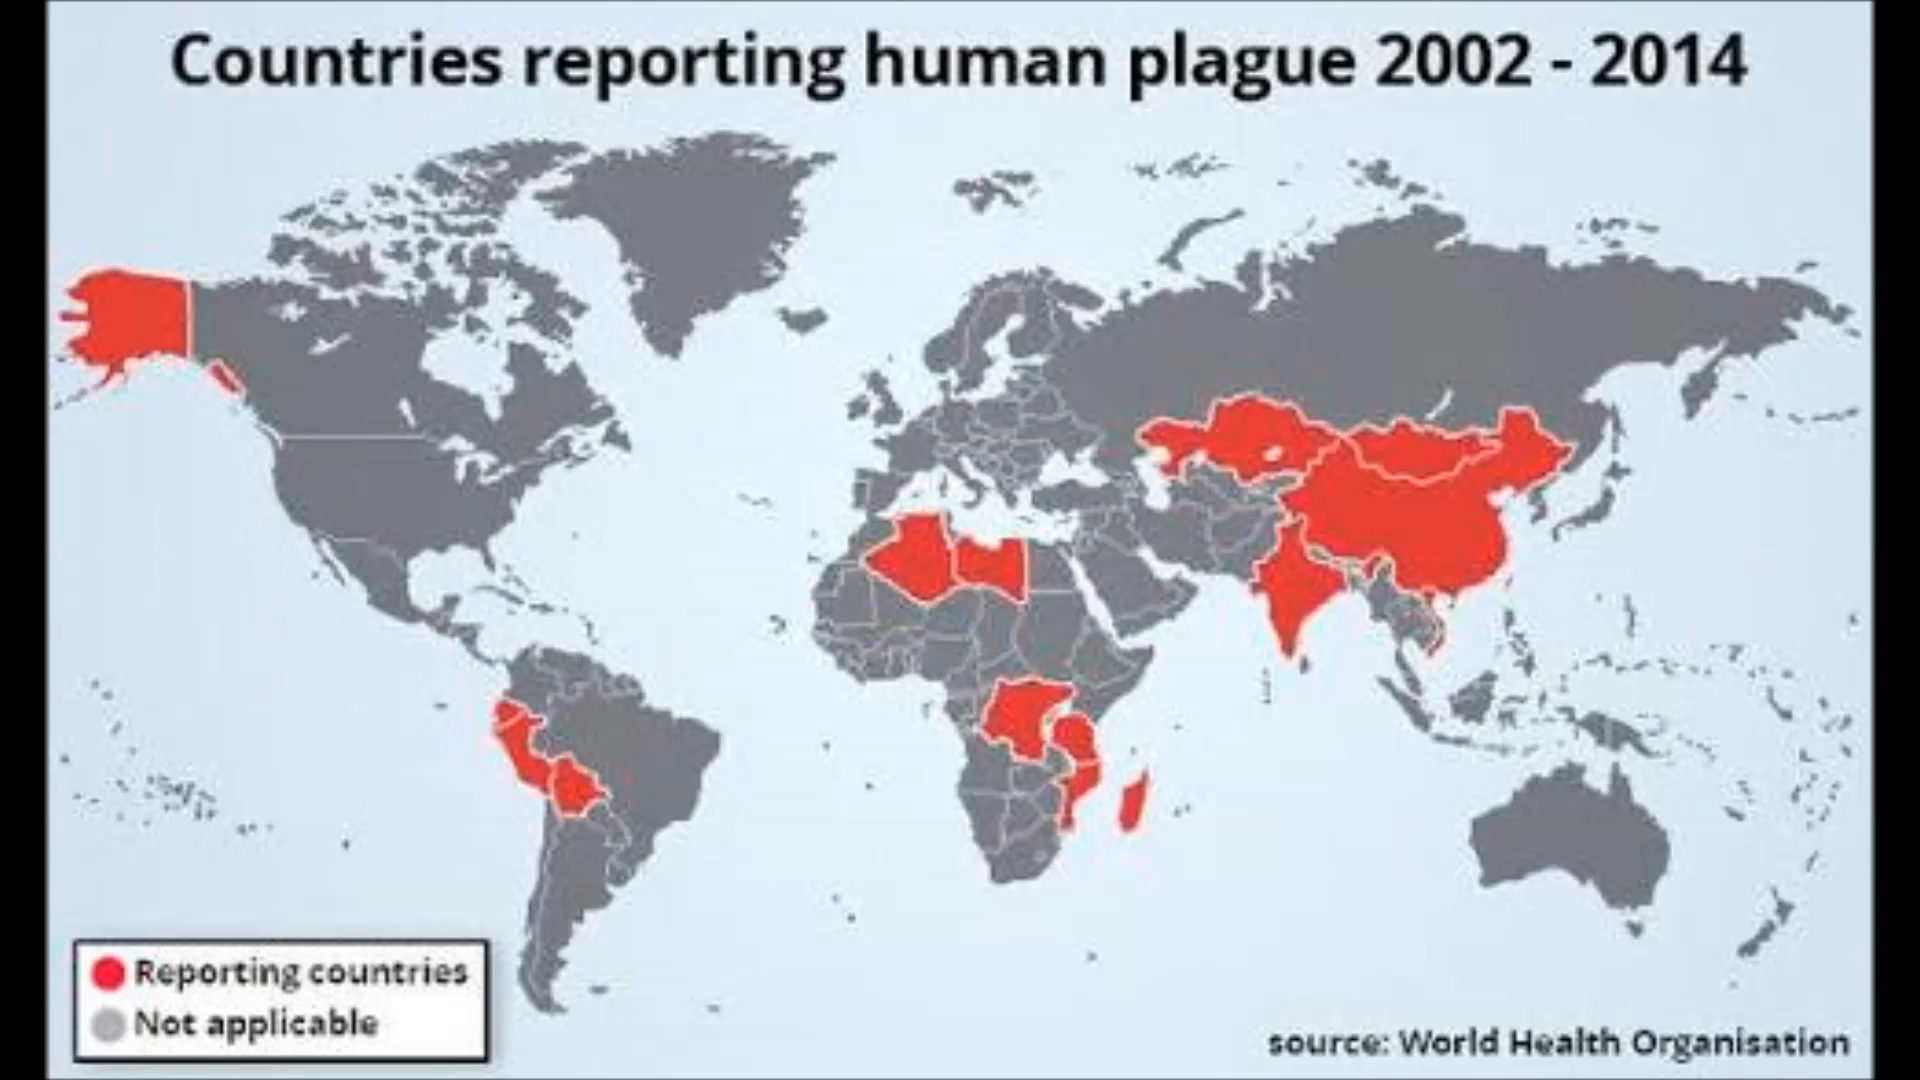 Countries reporting human plague 2002 - 2014
Reporting countries
Not applicable
source: World Health Organisation